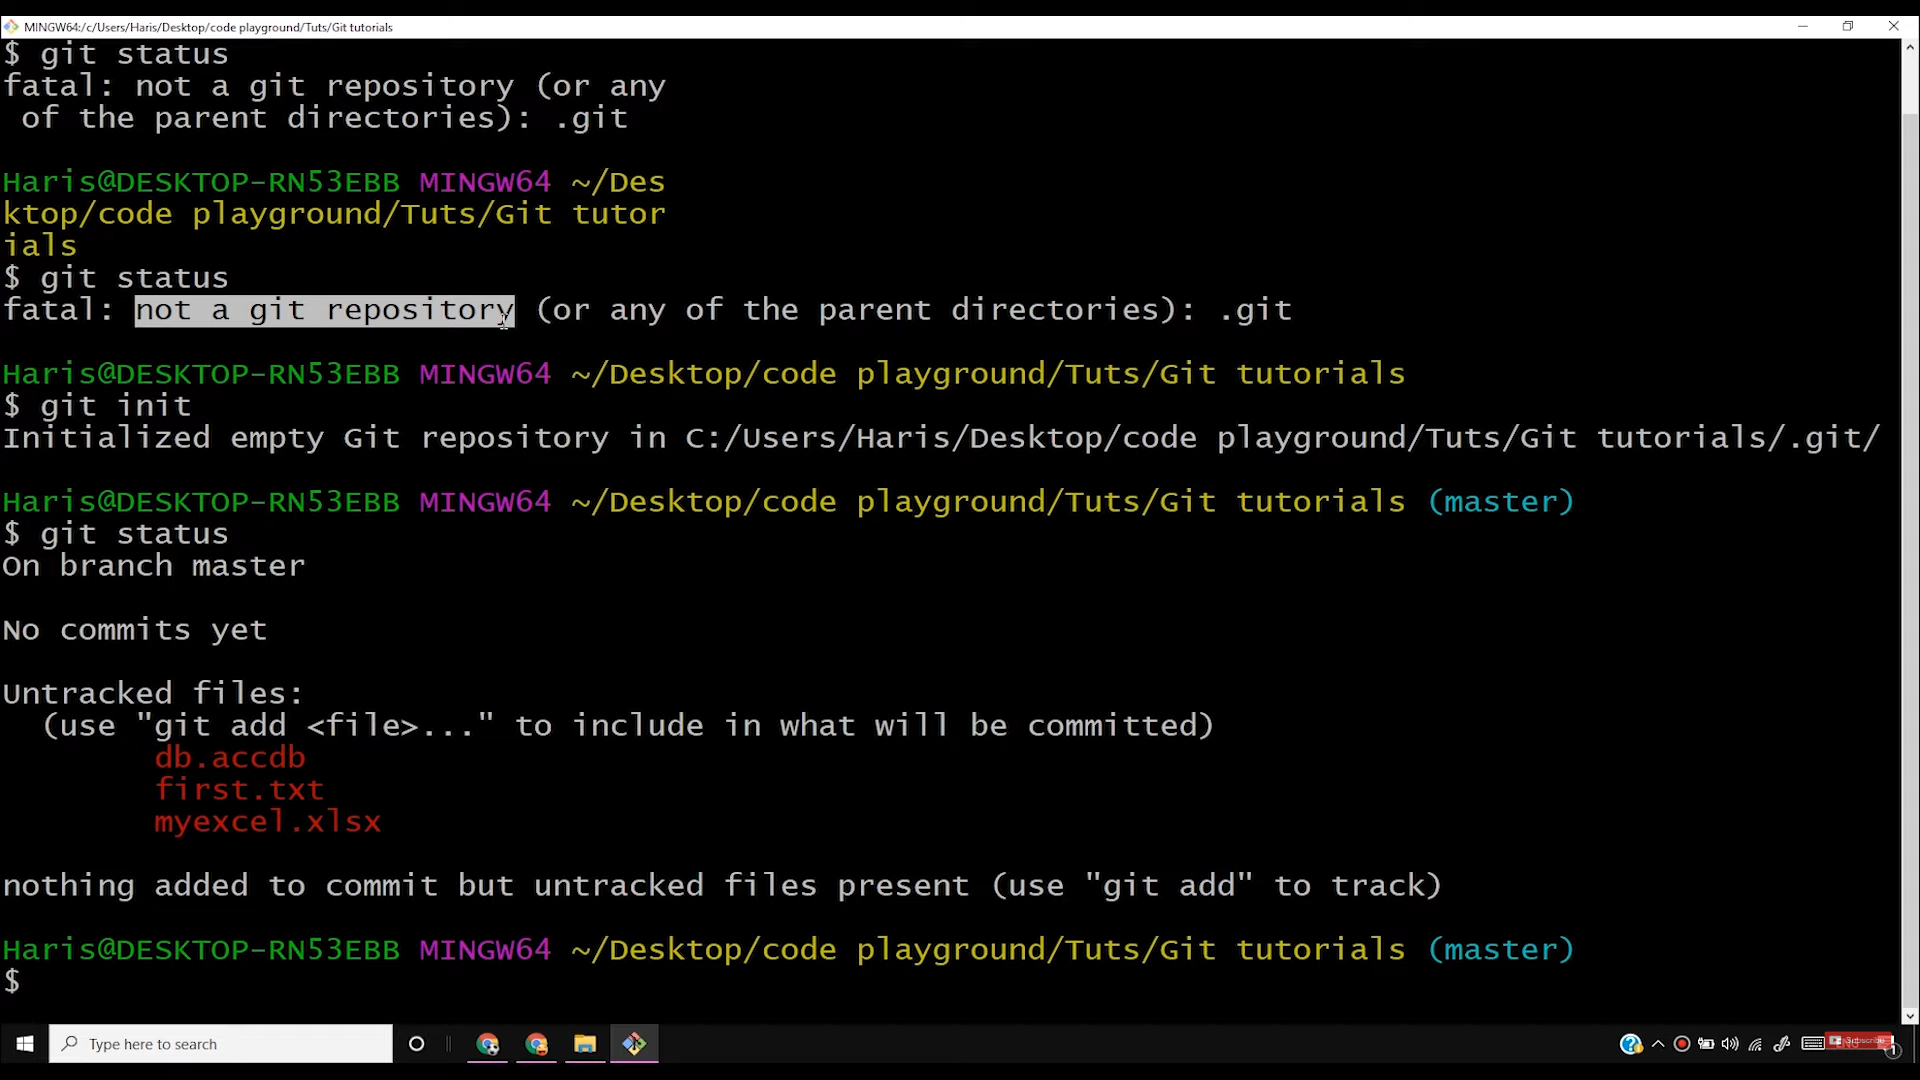 MINGW64:/c/Users/Haris/Desktop/code playground/Tuts/Git tutorials
$ git status
fatal: not a git repository (or any
 of the parent directories): .git
Haris@DESKTOP-RN53EBB MINGW64 ~/Des
ktop/code playground/Tuts/Git tutor
ials
$ git status
fatal: not a git repository (or any of the parent directories): .git
Haris@DESKTOP-RN53EBB MINGW64 ~/Desktop/code playground/Tuts/Git tutorials
$ git init
Initialized empty Git repository in C:/Users/Haris/Desktop/code playground/Tuts/Git tutorials/.git/
Haris@DESKTOP-RN53EBB MINGW64 ~/Desktop/code playground/Tuts/Git tutorials (master)
$ git status
On branch master
No commits yet
Untracked files:
  (use "git add <file>..." to include in what will be committed)
        db.accdb
        first.txt
        myexcel.xlsx
nothing added to commit but untracked files present (use "git add" to track)
Haris@DESKTOP-RN53EBB MINGW64 ~/Desktop/code playground/Tuts/Git tutorials (master)
$
Type here to search
Subscribe
1